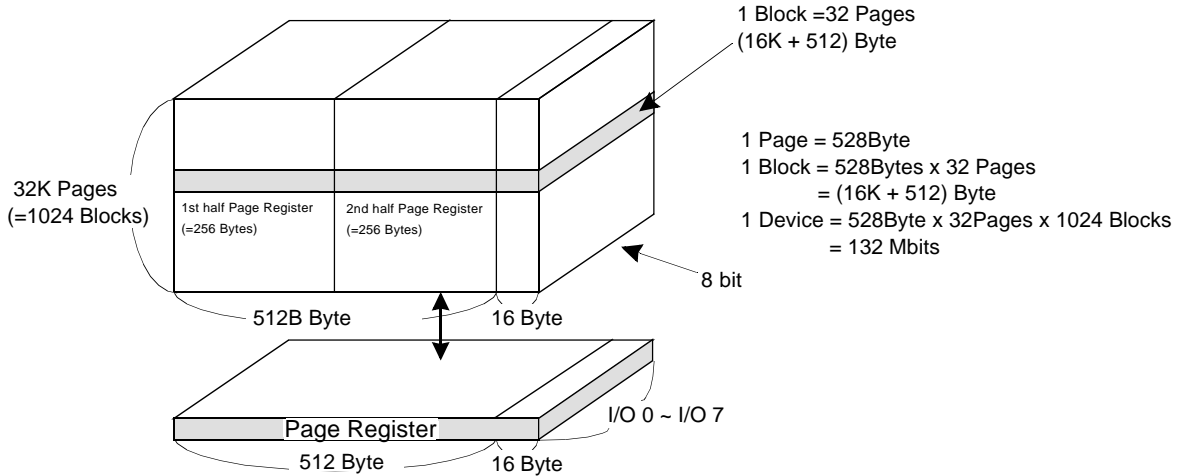 1 Block =32 Pages
(16K + 512) Byte
1 Page = 528Byte
1 Block = 528Bytes x 32 Pages
= (16K + 512) Byte
1 Device = 528Byte x 32Pages x 1024 Blocks
= 132 Mbits
32K Pages
(=1024 Blocks)
1st half Page Register
(=256 Bytes)
2nd half Page Register
(=256 Bytes)
8 bit
512B Byte
16 Byte
I/O 0 ~ I/O 7
Page Register
512 Byte
16 Byte